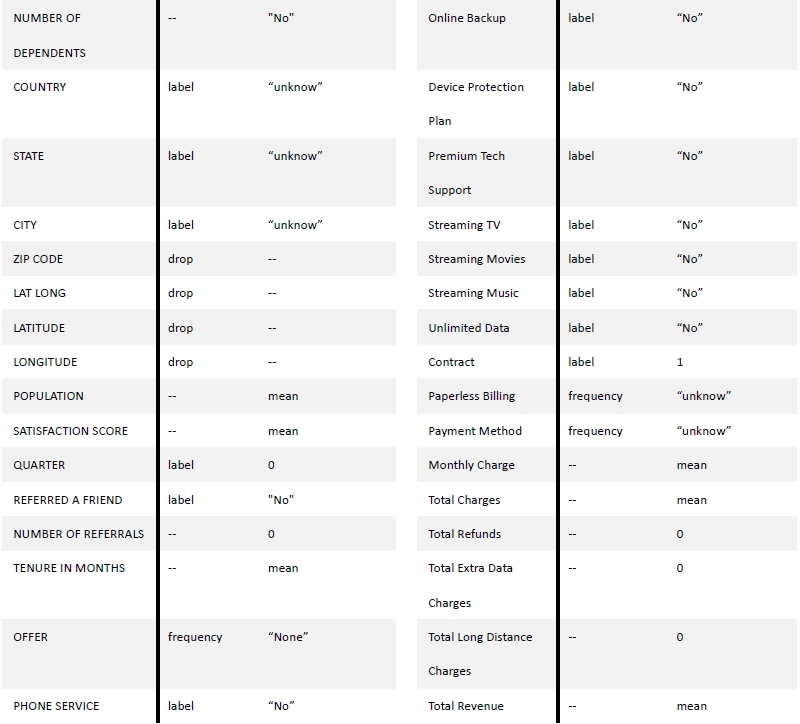 NUMBER OF -- "No"
DEPENDENTS
COUNTRY label “unknow”
STATE label “unknow”
CITY label “unknow”
ZIP CODE drop --
LAT LONG drop --
LATITUDE drop --
LONGITUDE drop --
POPULATION -- mean
SATISFACTION SCORE -- mean
QUARTER label 0
REFERRED A FRIEND label "No"
NUMBER OF REFERRALS -- 0
TENURE IN MONTHS -- mean
OFFER frequency “None”
PHONE SERVICE label “No”
Online Backup label “No”
Device Protection label “No”
Plan
Premium Tech label “No”
Support
Streaming TV label “No”
Streaming Movies label “No”
Streaming Music label “No”
Unlimited Data label “No”
Contract label 1
Paperless Billing frequency “unknow”
Payment Method frequency “unknow”
Monthly Charge -- mean
Total Charges -- mean
Total Refunds -- 0
Total Extra Data -- 0
Charges
Total Long Distance -- 0
Charges
Total Revenue -- mean